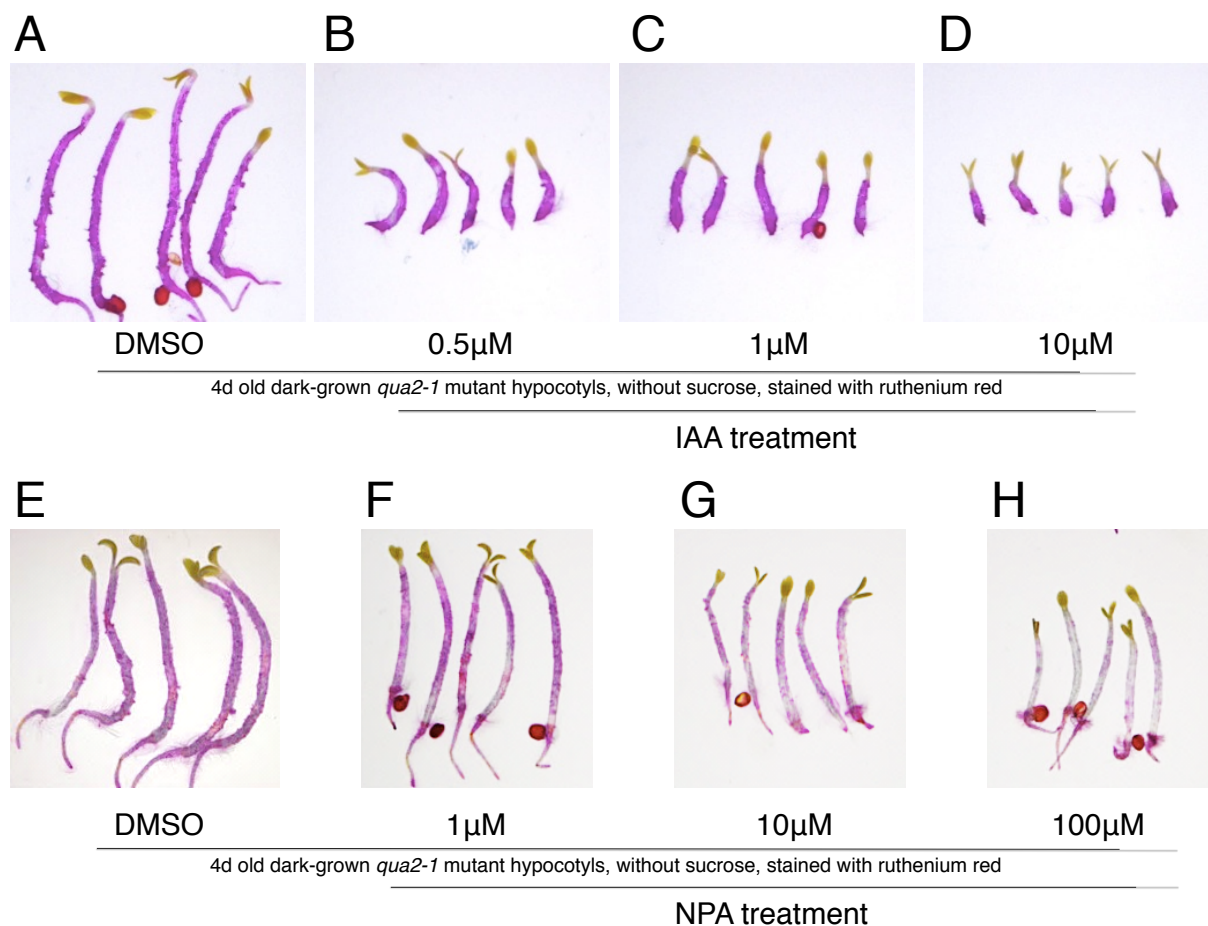 A B C D
DMSO 0.5µM 1µM 10µM
4d old dark-grown qua2-1 mutant hypocotyls, without sucrose, stained with ruthenium red
IAA treatment
E F G H
DMSO 1µM 10µM 100µM
4d old dark-grown qua2-1 mutant hypocotyls, without sucrose, stained with ruthenium red
NPA treatment